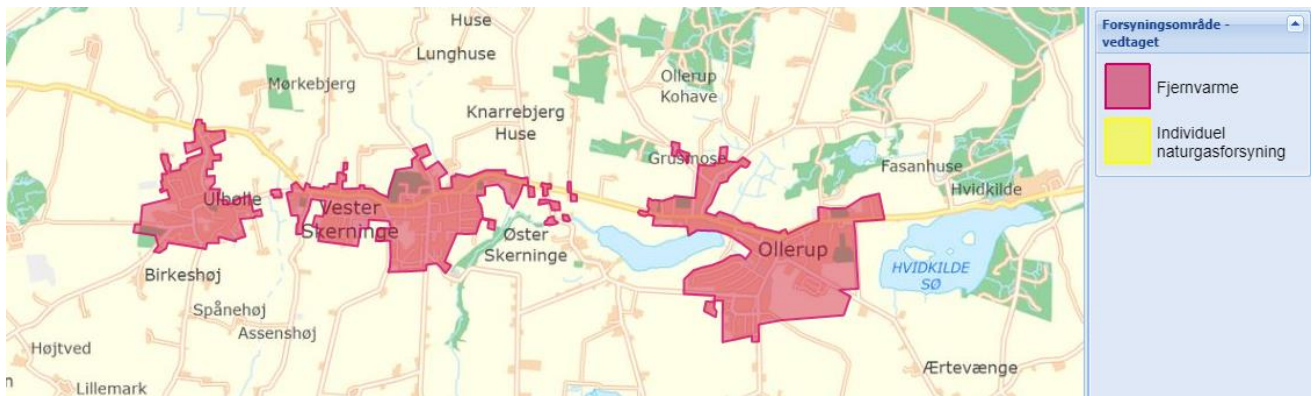 Huse
Lunghuse
Mørkebjerg
Ollerup
Kohave
Knarrebjerg
Huse
Grusmose
Fasanhuse
Hvidkilde
Ulbølle
Vester
Skerninge
Øster
Skerninge
Ollerup
HVIDKILDE
SØ
Birkeshøj
Spånehøj
Assenshøj
Højtved
Lillemark
Ærtevænge
n
Forsyningsområde -
vedtaget
Fjernvarme
Individuel
naturgasforsyning